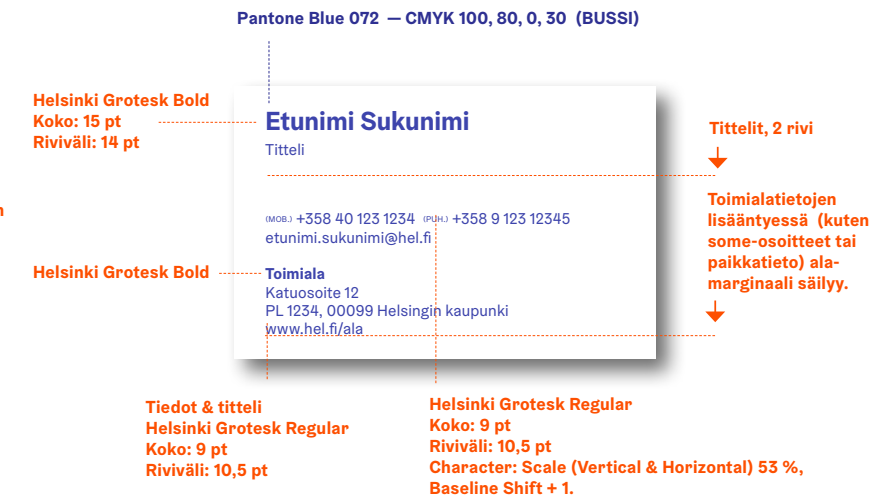 Pantone Blue 072 — CMYK 100, 80, 0, 30 (BUSSI)
Helsinki Grotesk Bold
Koko: 15 pt
Riviväli: 14 pt
Etunimi Sukunimi
Titteli
Tittelit, 2 rivi
(MOB.) +358 40 123 1234 (PUH.) +358 9 123 12345
etunimi.sukunimi@hel.fi
Toimialatietojen
lisääntyessä (kuten
some-osoitteet tai
paikkatieto) ala-
marginaali säilyy.
Helsinki Grotesk Bold
Toimiala
Katuosoite 12
PL 1234, 00099 Helsingin kaupunki
www.hel.fi/ala
Tiedot & titteli
Helsinki Grotesk Regular
Koko: 9 pt
Riviväli: 10,5 pt
Helsinki Grotesk Regular
Koko: 9 pt
Riviväli: 10,5 pt
Character: Scale (Vertical & Horizontal) 53 %,
Baseline Shift + 1.